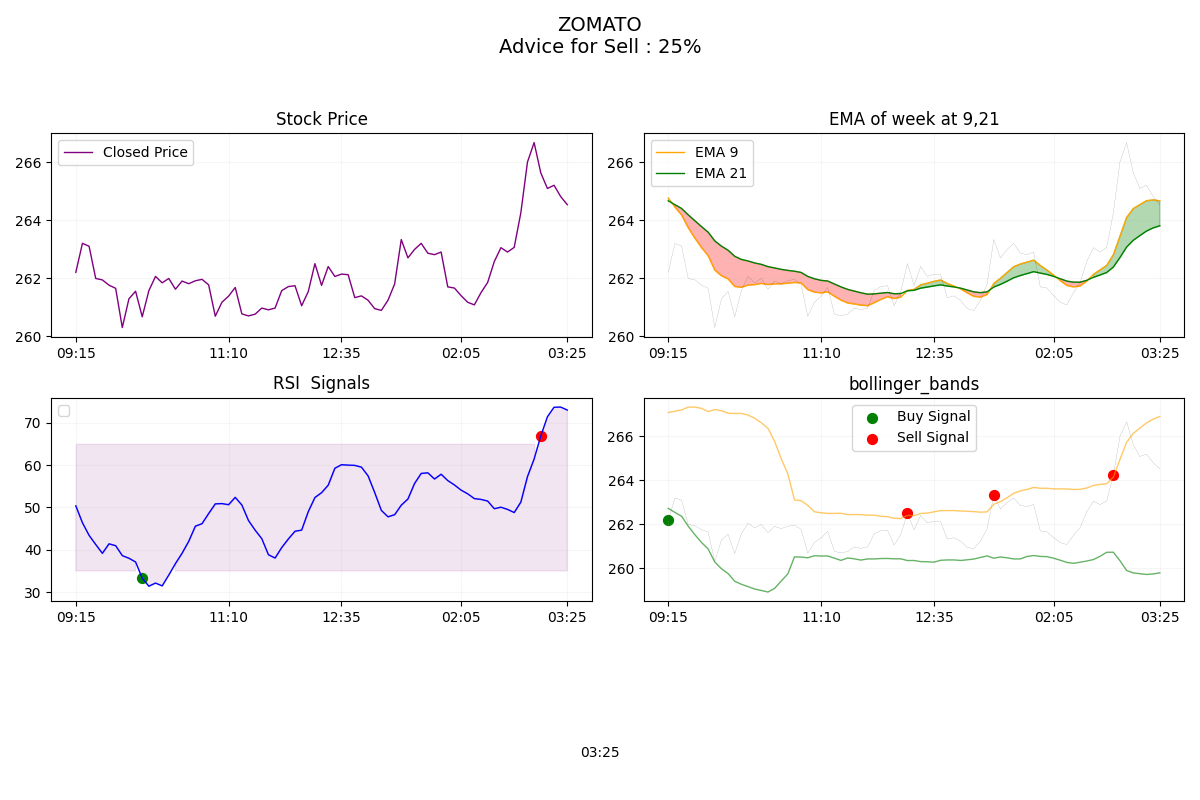 ZOMATO
Advice for Sell : 25%
Stock Price
Closed Price
266
264
262
260
09:15 11:10 12:35 02:05 03:25
EMA of week at 9,21
EMA 9
EMA 21
266
264
262
260
09:15 11:10 12:35 02:05 03:25
RSI  Signals
70
60
50
40
30
09:15 11:10 12:35 02:05 03:25
bollinger_bands
Buy Signal
Sell Signal
266
264
262
260
09:15 11:10 12:35 02:05 03:25
03:25